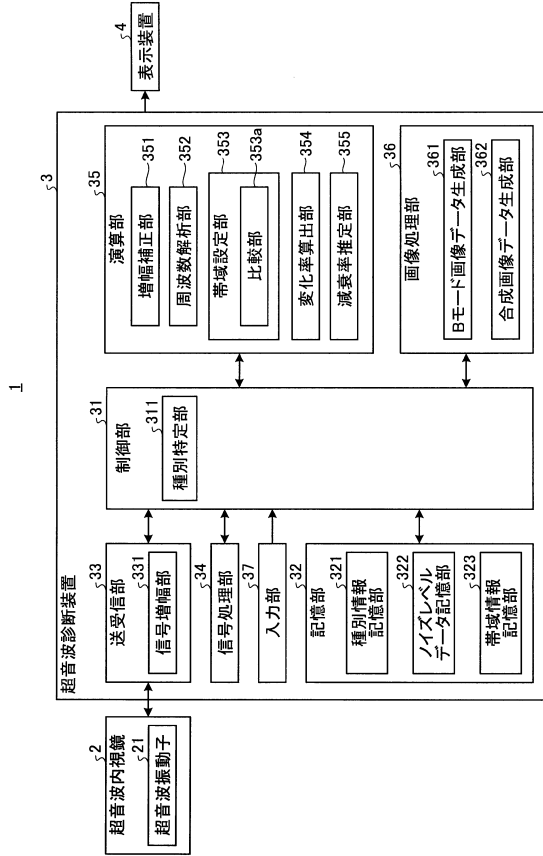 1
超音波内視鏡
2
超音波振動子
21
超音波診断装置
3
送受信部
33
信号増幅部
331
信号処理部
34
入力部
37
記憶部
32
種別情報
記憶部
321
ノイズレベル
データ記憶部
322
帯域情報
記憶部
323
制御部
31
種別特定部
311
演算部
35
増幅補正部
351
周波数解析部
352
帯域設定部
353
比較部
353a
変化率算出部
354
減衰率推定部
355
画像処理部
36
Bモード画像データ生成部
361
合成画像データ生成部
362
表示装置
4